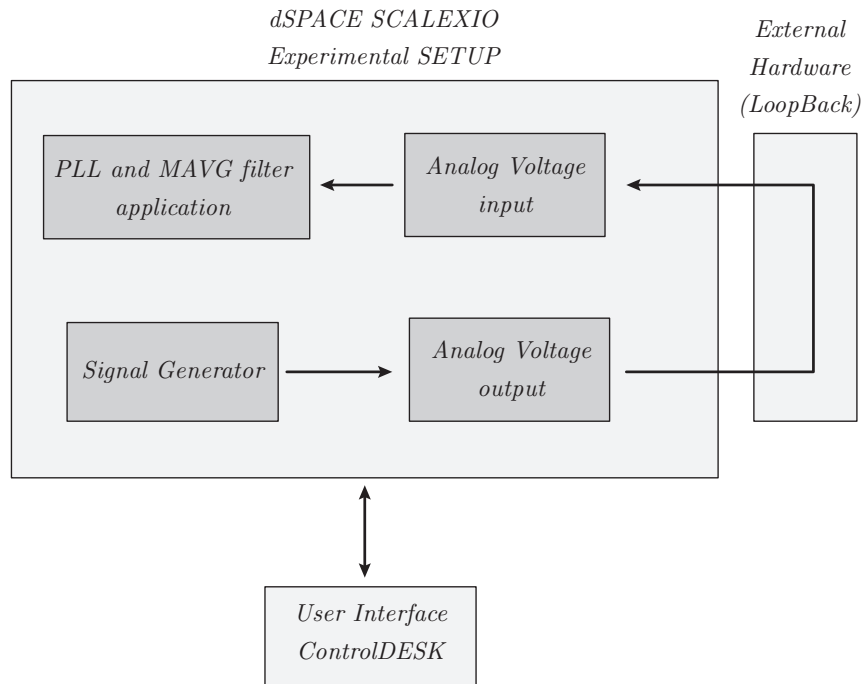 dSPACE SCALEXIO
Experimental SETUP
External
Hardware
(LoopBack)
PLL and MAVG filter
application
Analog Voltage
input
Signal Generator
Analog Voltage
output
User Interface
ControlDESK